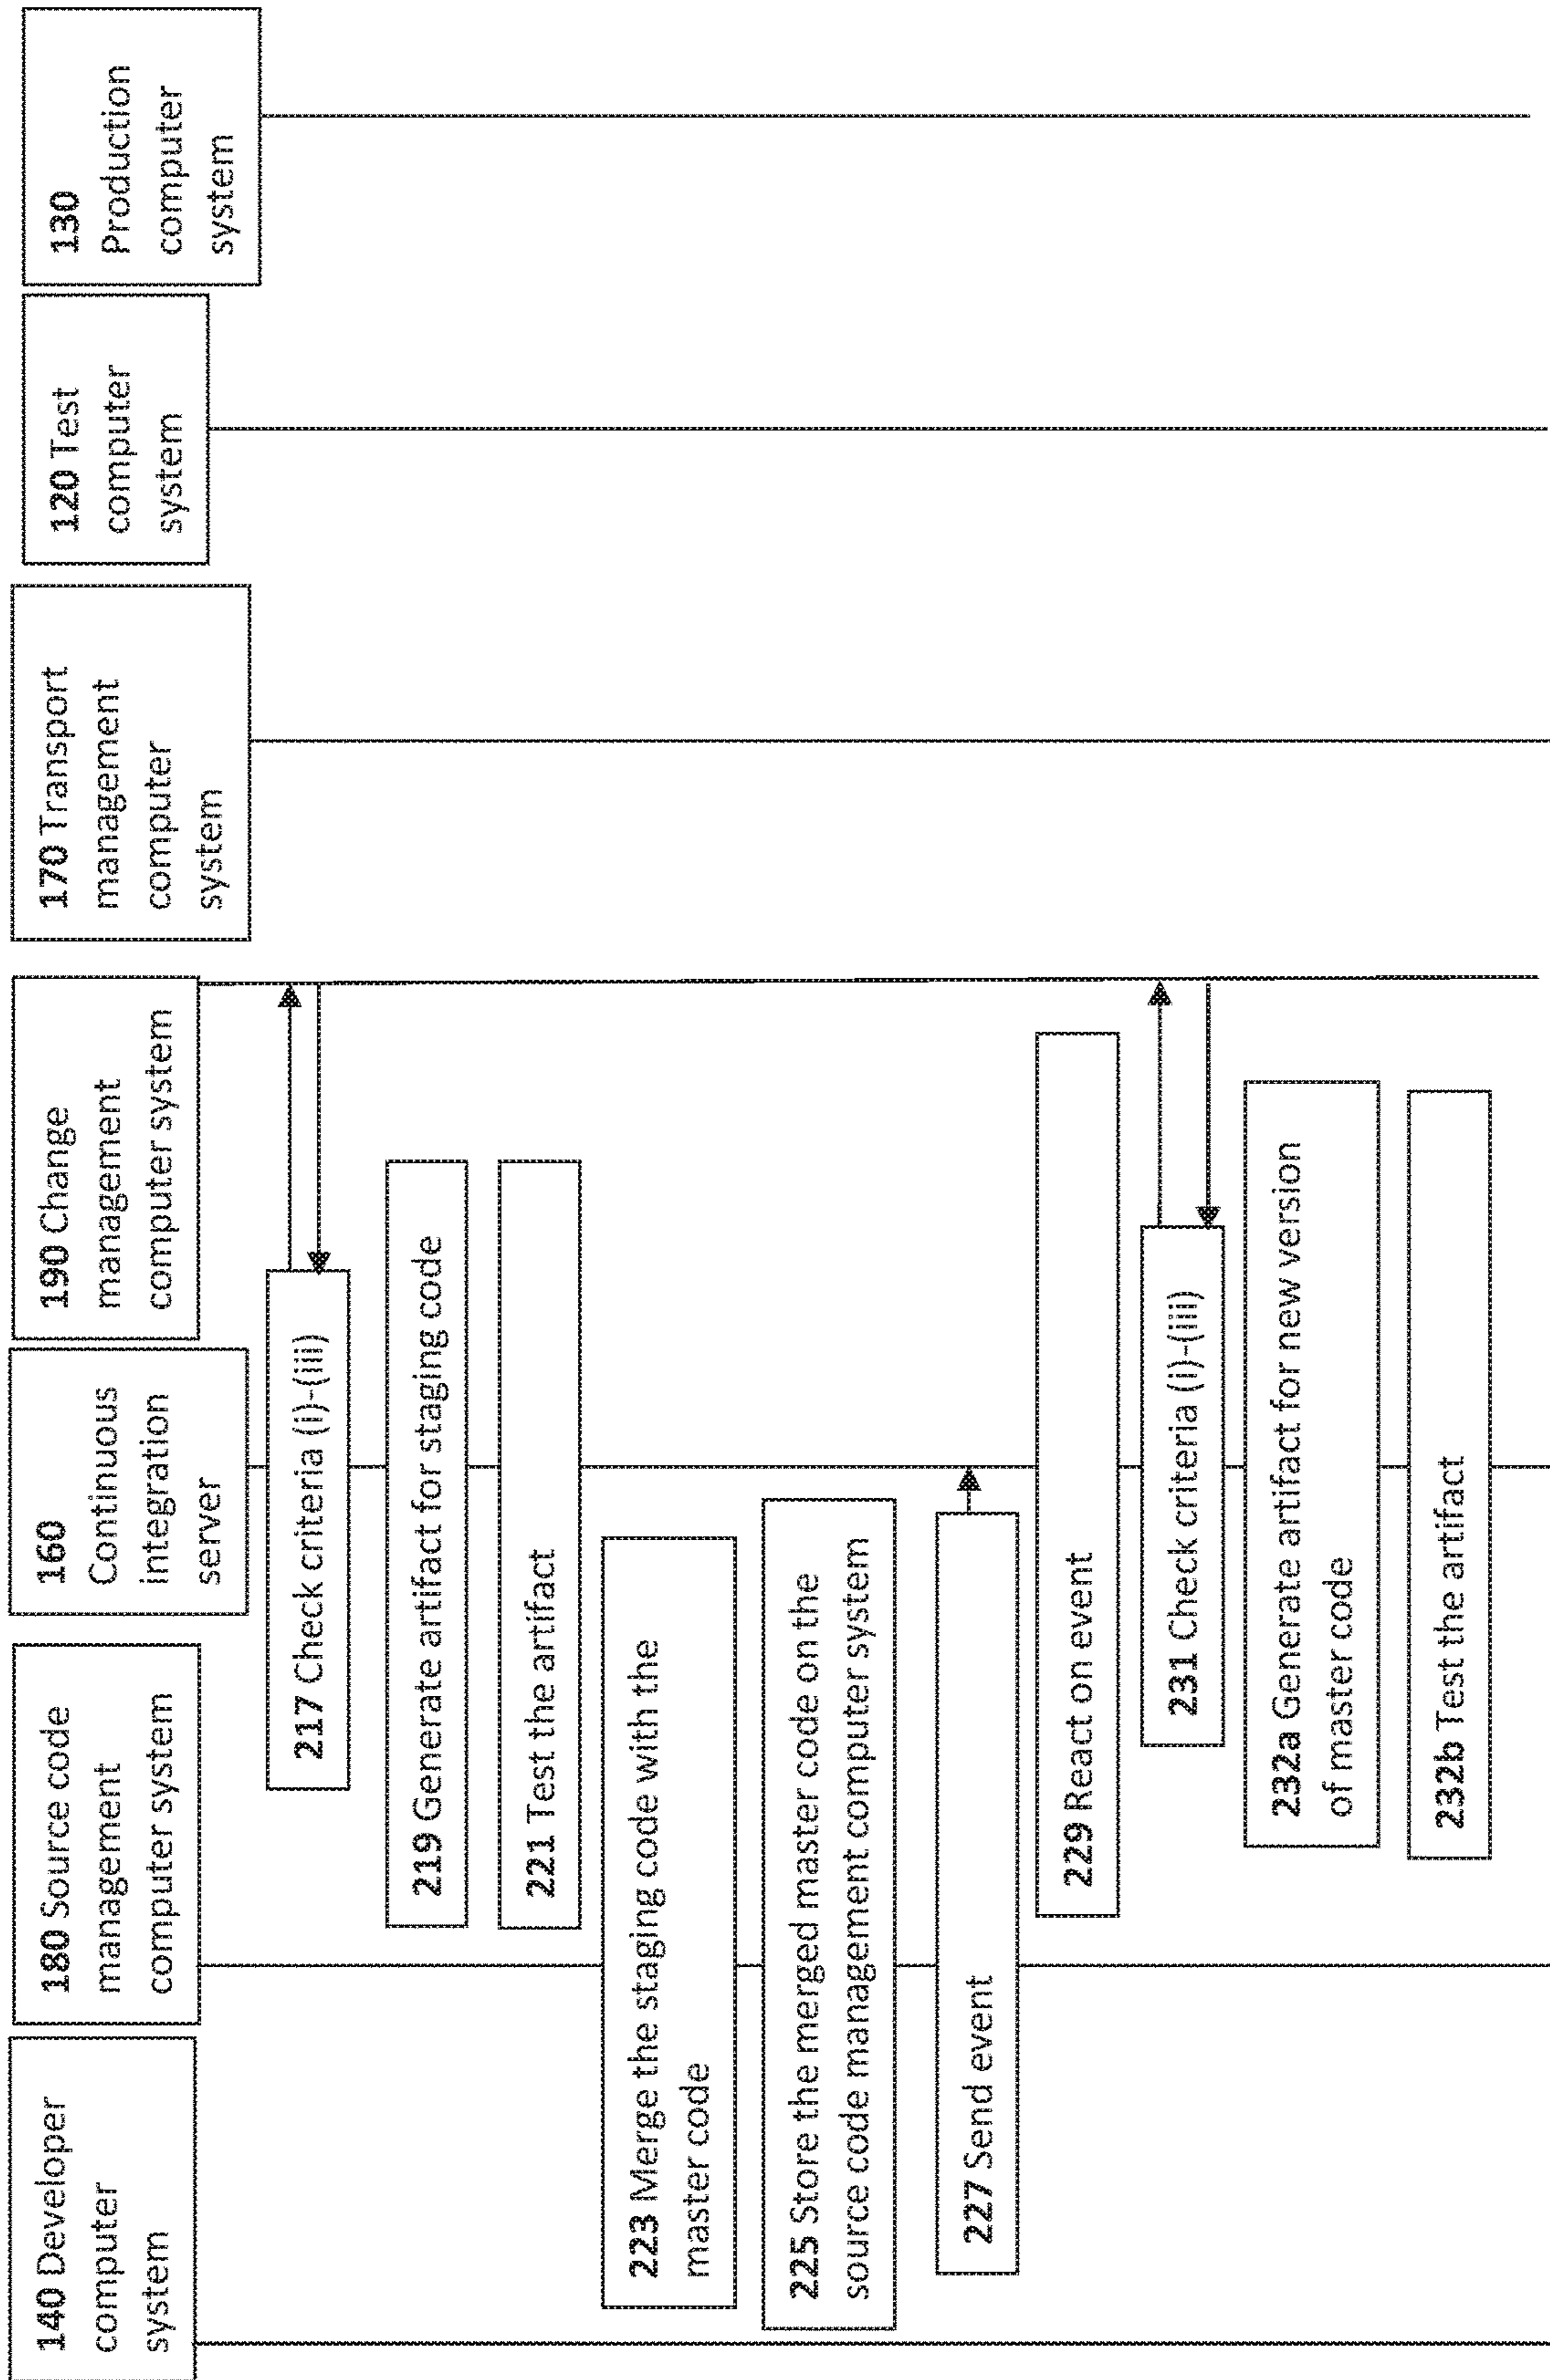 140 Developer
computer
system
180 Source code
management
computer system
160
Continuous
integration
server
190 Change
management
computer system
170 Transport
management
computer
system
120 Test
computer
system
130
Production
computer
system
217 Check criteria (i)-(iii)
219 Generate artifact for staging code
221 Test the artifact
223 Merge the staging code with the
master code
225 Store the merged master code on the
source code management computer system
227 Send event
229 React on event
231 Check criteria (i)-(iii)
232a Generate artifact for new version
of master code
232b Test the artifact